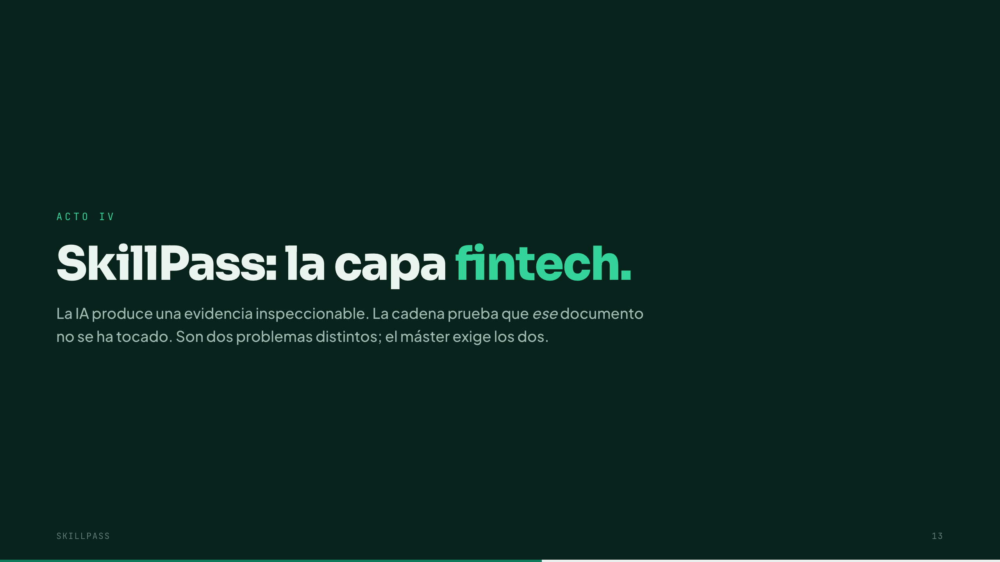 ACTO IV
SkillPass: la capa fintech.
La IA produce una evidencia inspeccionable. La cadena prueba que ese documento
no se ha tocado. Son dos problemas distintos; el máster exige los dos.
SKILLPASS
13